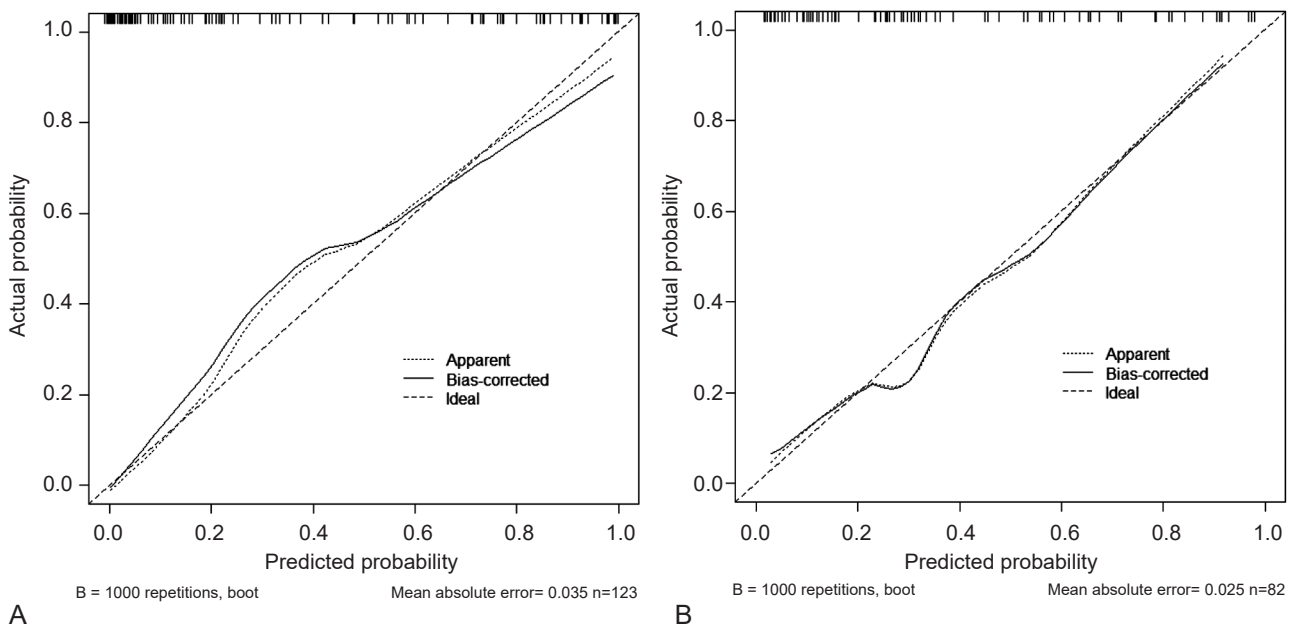 1.0
0.8
0.6
0.4
0.2
0.0
Actual probability
Apparent
Bias-corrected
Ideal
0.0 0.2 0.4 0.6 0.8 1.0
Predicted probability
B = 1000 repetitions, boot Mean absolute error= 0.035 n=123
A
1.0
0.8
0.6
0.4
0.2
0.0
Actual probability
Apparent
Bias-corrected
Ideal
0.0 0.2 0.4 0.6 0.8 1.0
Predicted probability
B = 1000 repetitions, boot Mean absolute error= 0.025 n=82
B